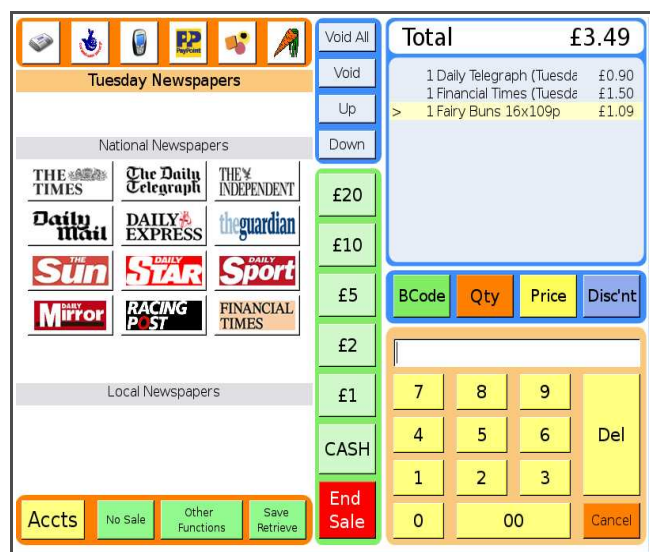 PP
PayPoint
Tuesday Newspapers
National Newspapers
THE TIMES
The Daily Telegraph
THE INDEPENDENT
Daily Mail
DAILY EXPRESS
theguardian
THE Sun
DAILY STAR
DAILY Sport
DAILY Mirror
RACING POST
FINANCIAL TIMES
Local Newspapers
Accts
No Sale
Other
Functions
Save
Retrieve
Void All
Void
Up
Down
£20
£10
£5
£2
£1
CASH
End
Sale
Total £3.49
1 Daily Telegraph (Tuesda £0.90
1 Financial Times (Tuesda £1.50
> 1 Fairy Buns 16x109p £1.09
BCode Qty Price Disc'nt
7 8 9
4 5 6 Del
1 2 3
0 00 Cancel